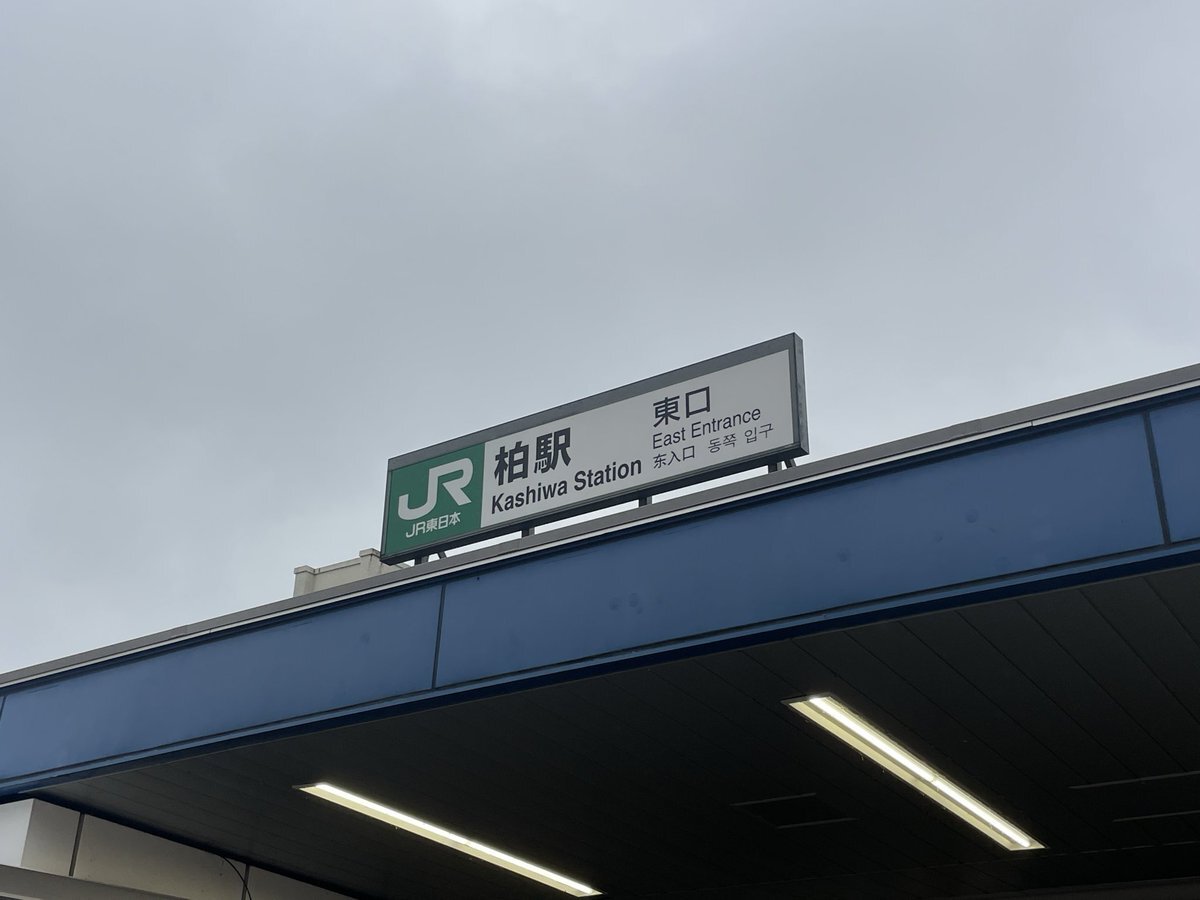 JR
JR東日本
柏駅
Kashiwa Station
東口
East Entrance
东入口 동쪽 입구